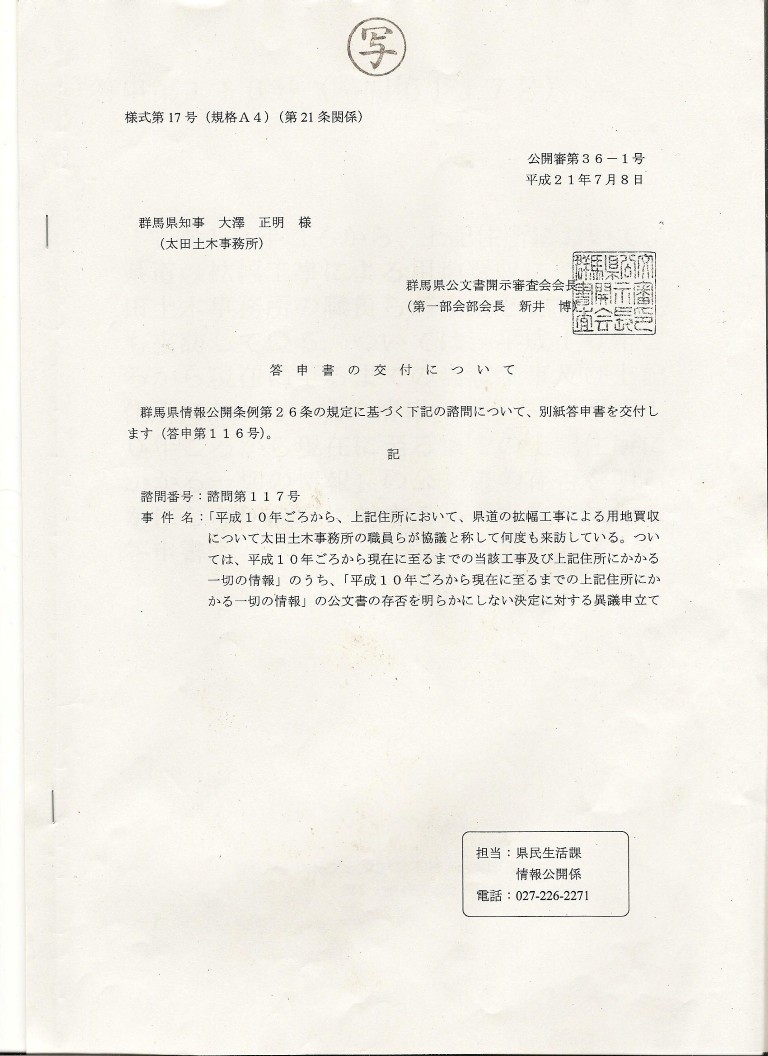 写
様式第17号（規格Ａ４）（第21条関係）
公開審第３６－１号
平成２１年７月８日
群馬県知事　大澤　正明　様
（太田土木事務所）
群馬県公文書開示審査会会長
（第一部会部会長　新井　博）
答申書の交付について
群馬県情報公開条例第２６条の規定に基づく下記の諮問について、別紙答申書を交付し
ます（答申第１１６号）。
記
諮問番号：諮問第１１７号
事件名：「平成１０年ごろから、上記住所において、県道の拡幅工事による用地買収
について太田土木事務所の職員らが協議と称して何度も来訪している。つい
ては、平成１０年ごろから現在に至るまでの当該工事及び上記住所にかかる
一切の情報」のうち、「平成１０年ごろから現在に至るまでの上記住所にか
かる一切の情報」の公文書の存否を明らかにしない決定に対する異議申立て
担当：県民生活課
情報公開係
電話：027-226-2271